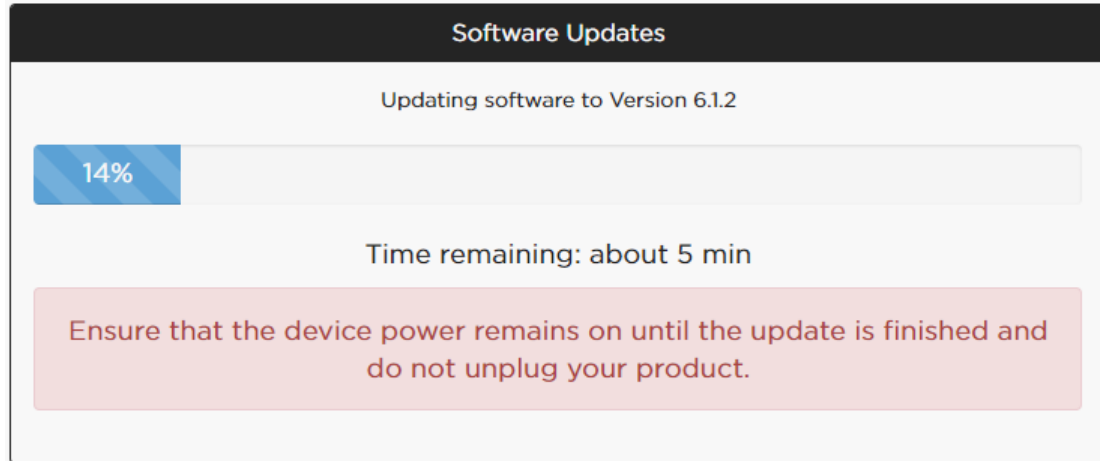 Software Updates
Updating software to Version 6.1.2
14%
Time remaining: about 5 min
Ensure that the device power remains on until the update is finished and
do not unplug your product.